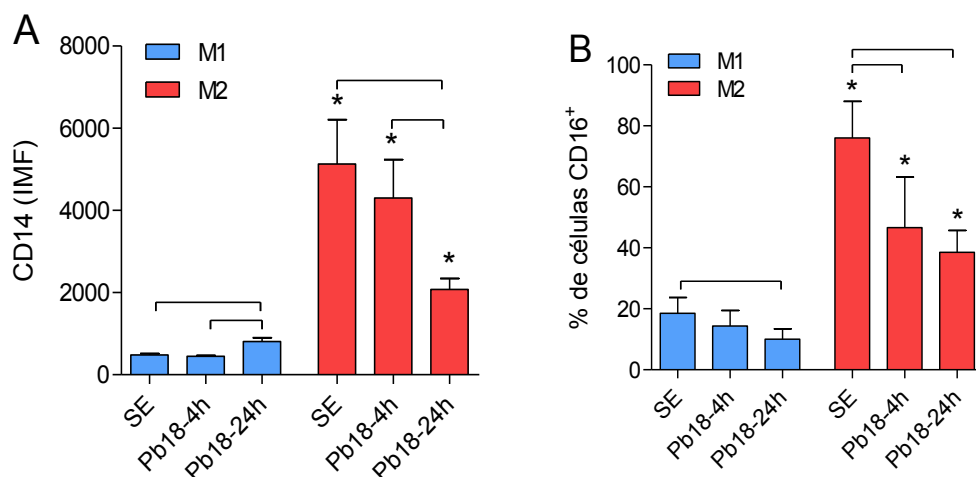 A
CD14 (IMF)
8000
6000
4000
2000
0
M1
M2
*
*
*
SE
Pb18-4h
Pb18-24h
SE
Pb18-4h
Pb18-24h
B
% de células CD16⁺
100
80
60
40
20
0
M1
M2
*
*
*
SE
Pb18-4h
Pb18-24h
SE
Pb18-4h
Pb18-24h